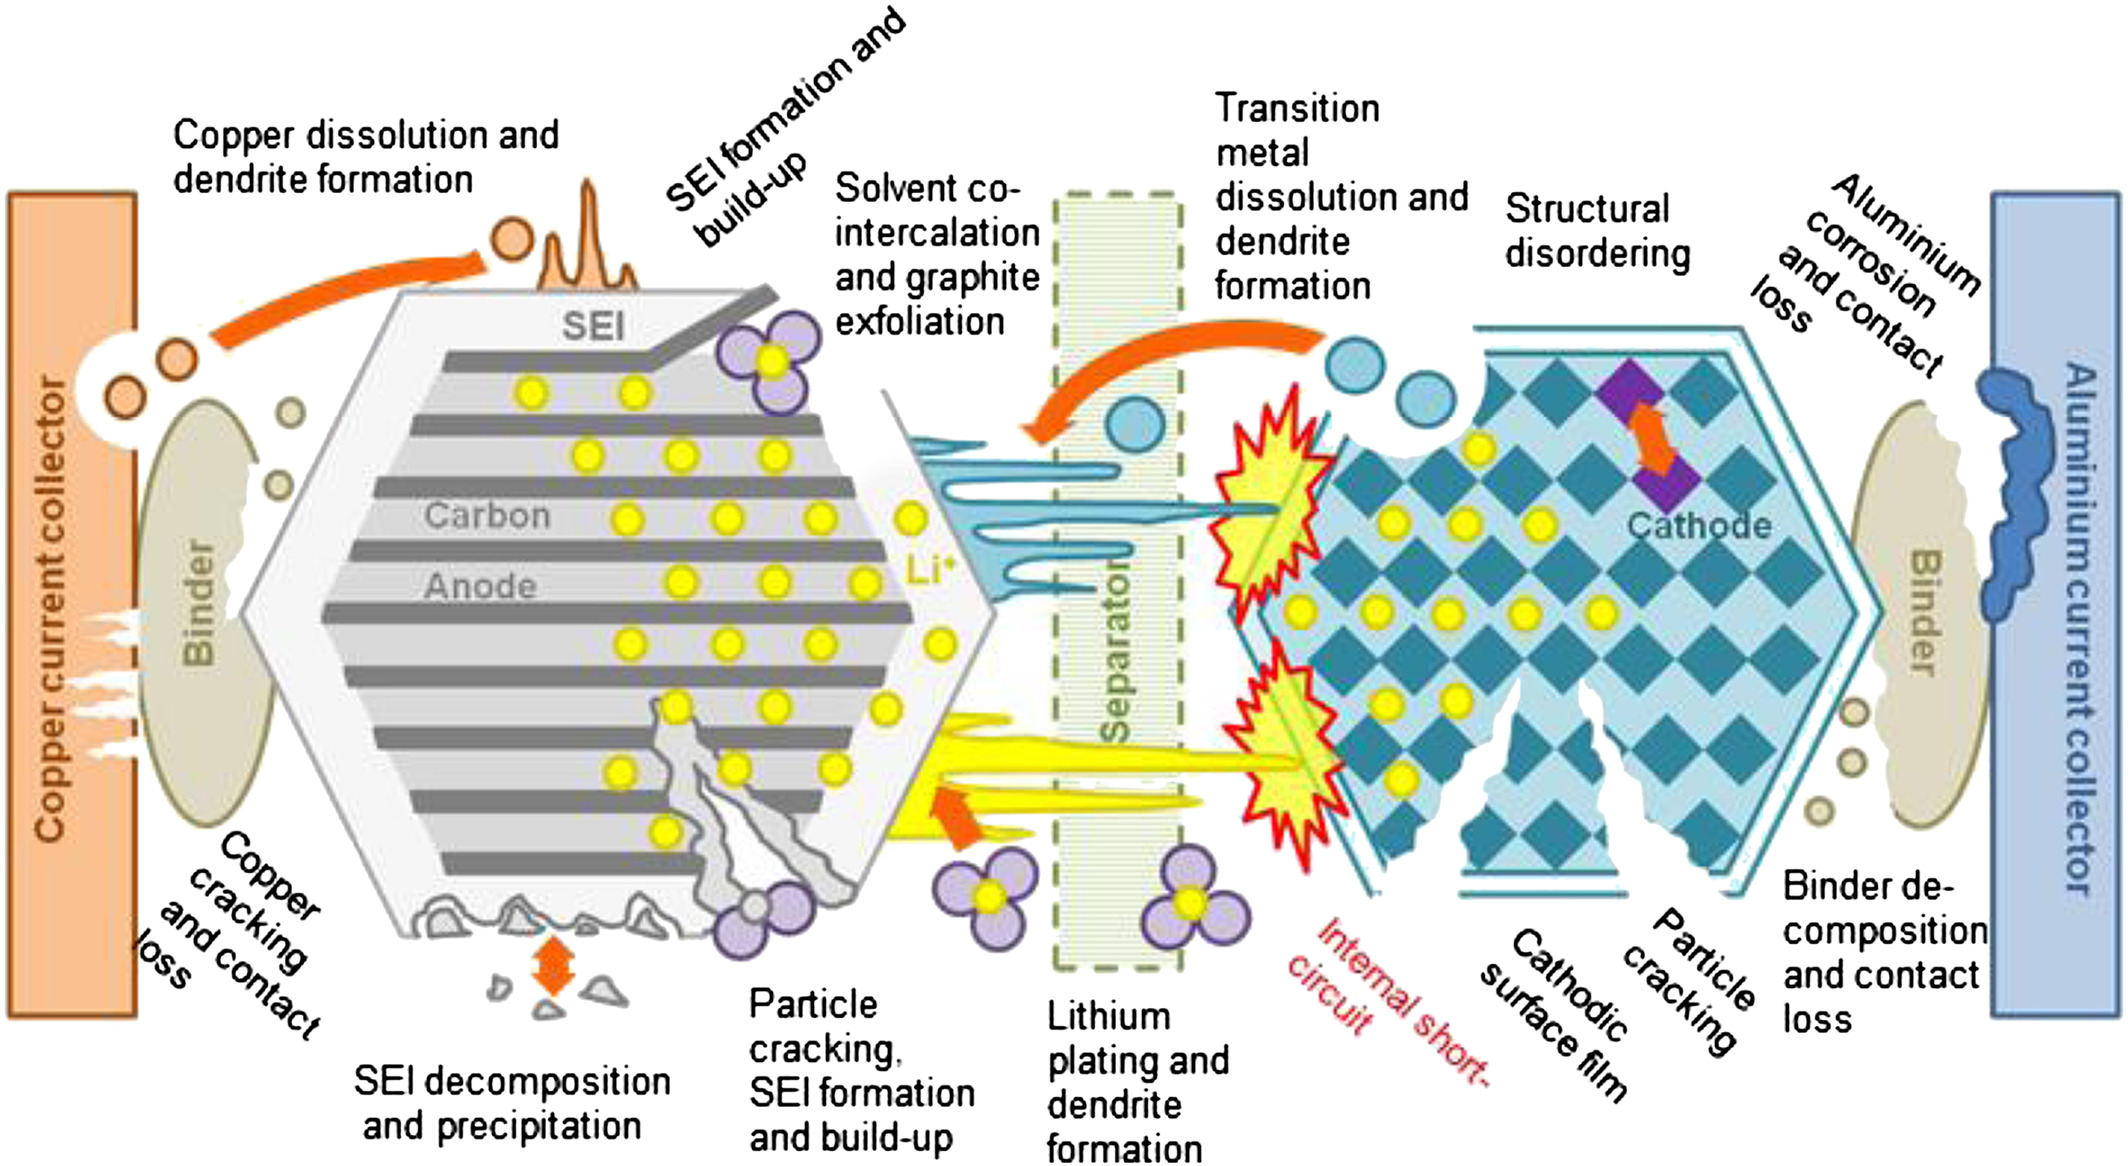 Copper dissolution and
dendrite formation
SEI formation and
build-up
Solvent co-
intercalation
and graphite
exfoliation
Transition
metal
dissolution and
dendrite
formation
Structural
disordering
Aluminium
corrosion
and contact
loss
Copper current collector
Binder
SEI
Carbon
Anode
Li+
Separator
Cathode
Binder
Aluminium current collector
Copper
cracking
and contact
loss
SEI decomposition
and precipitation
Particle
cracking,
SEI formation
and build-up
Lithium
plating and
dendrite
formation
Internal short-
circuit
Cathodic
surface film
Particle
cracking
Binder de-
composition
and contact
loss